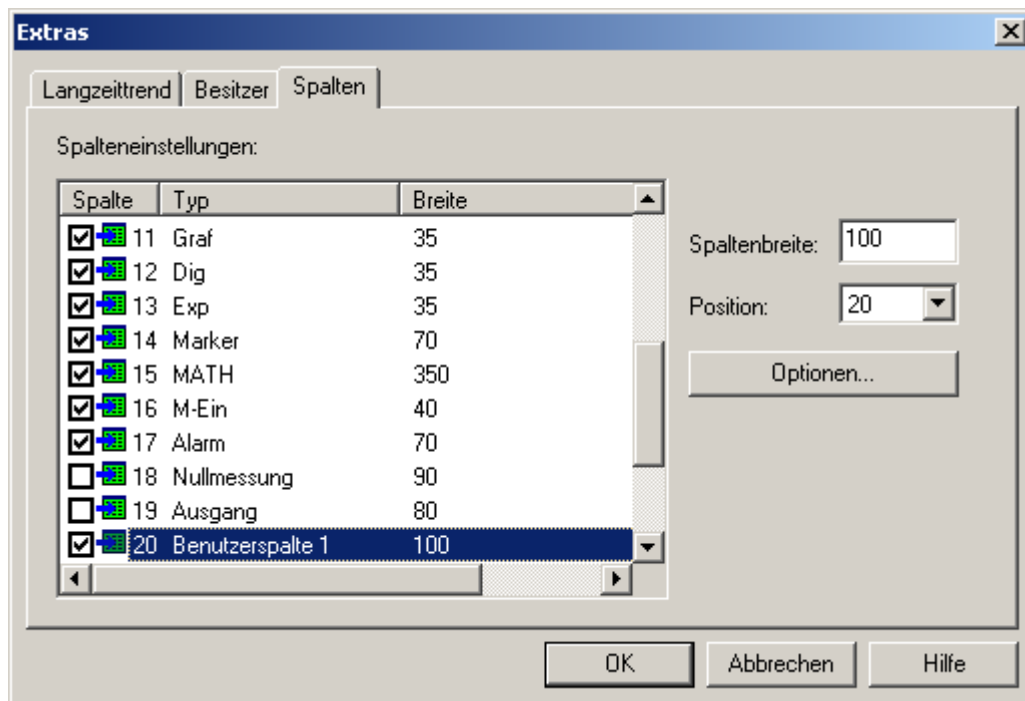 Extras
Langzeittrend Besitzer Spalten
Spalteneinstellungen:
Spalte Typ Breite
11 Graf 35
12 Dig 35
13 Exp 35
14 Marker 70
15 MATH 350
16 M-Ein 40
17 Alarm 70
18 Nullmessung 90
19 Ausgang 80
20 Benutzerspalte 1 100
Spaltenbreite: 100
Position: 20
Optionen...
OK Abbrechen Hilfe